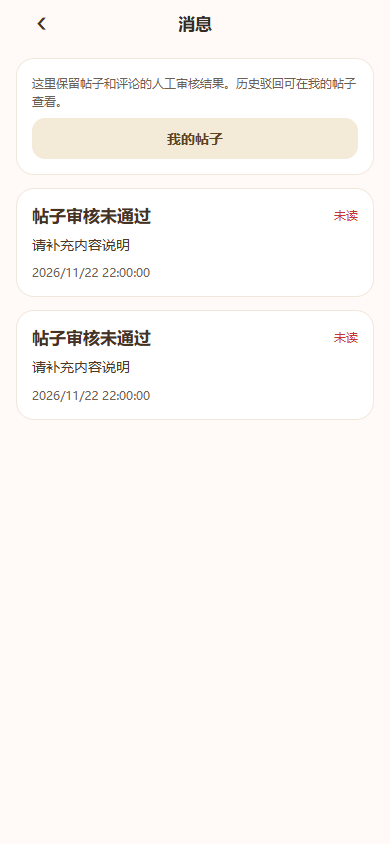 消息
这里保留帖子和评论的人工审核结果。历史驳回可在我的帖子
查看。
我的帖子
帖子审核未通过
未读
请补充内容说明
2026/11/22 22:00:00
帖子审核未通过
未读
请补充内容说明
2026/11/22 22:00:00